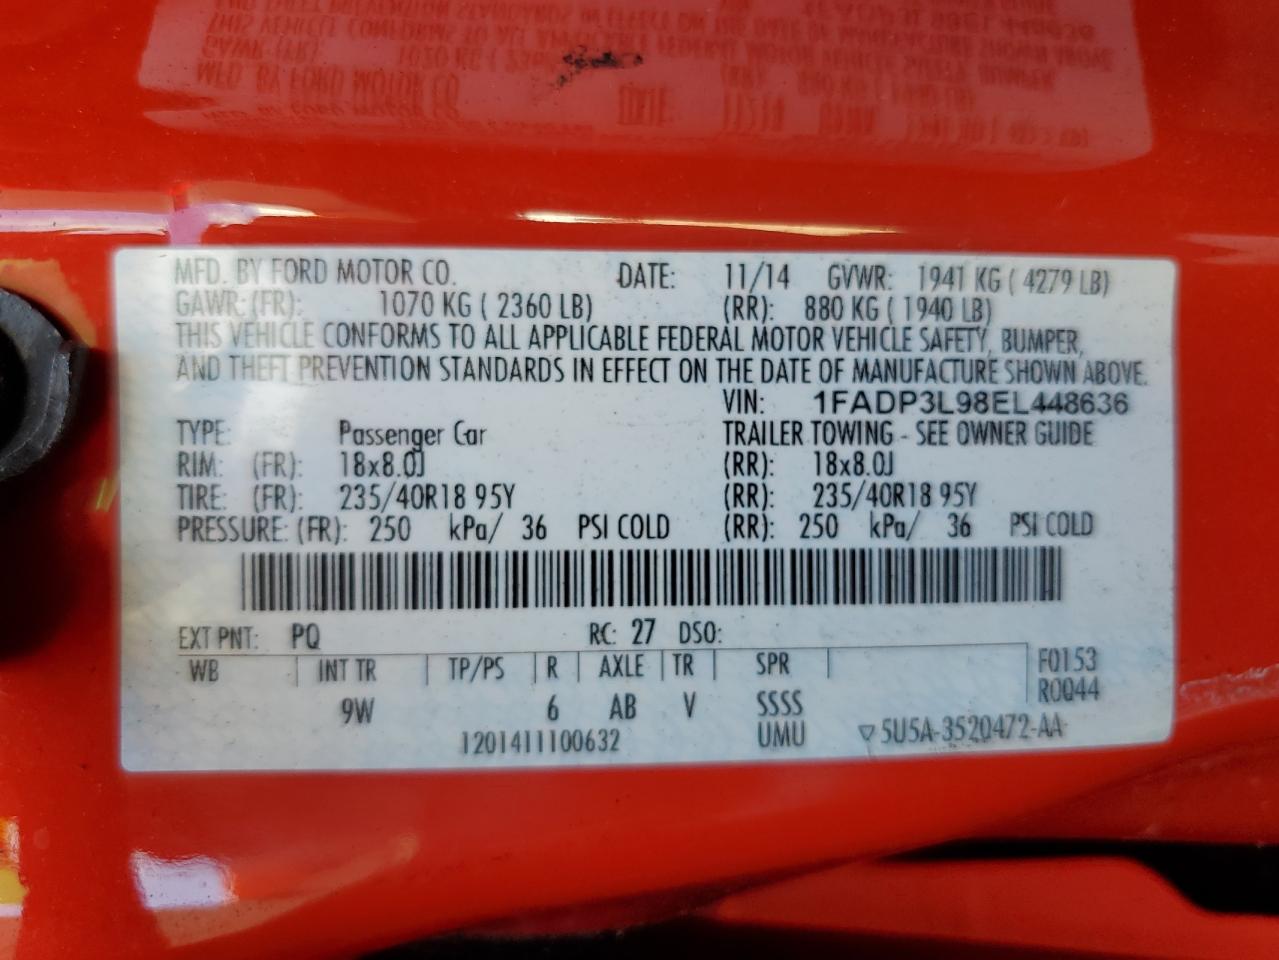 MFD. BY FORD MOTOR CO. DATE: 11/14 GVWR: 1941 KG ( 4279 LB)
GAWR: (FR): 1070 KG ( 2360 LB) (RR): 880 KG ( 1940 LB)
THIS VEHICLE CONFORMS TO ALL APPLICABLE FEDERAL MOTOR VEHICLE SAFETY, BUMPER,
AND THEFT PREVENTION STANDARDS IN EFFECT ON THE DATE OF MANUFACTURE SHOWN ABOVE.
VIN: 1FADP3L98EL448636
TYPE: Passenger Car TRAILER TOWING - SEE OWNER GUIDE
RIM: (FR): 18x8.0J (RR): 18x8.0J
TIRE: (FR): 235/40R18 95Y (RR): 235/40R18 95Y
PRESSURE: (FR): 250 kPa/ 36 PSI COLD (RR): 250 kPa/ 36 PSI COLD
EXT PNT: PQ RC: 27 DSO:
WB INT TR TP/PS R AXLE TR SPR F0153
9W 6 AB V SSSS R0044
1201411100632 UMU ▽5U5A-3520472-AA